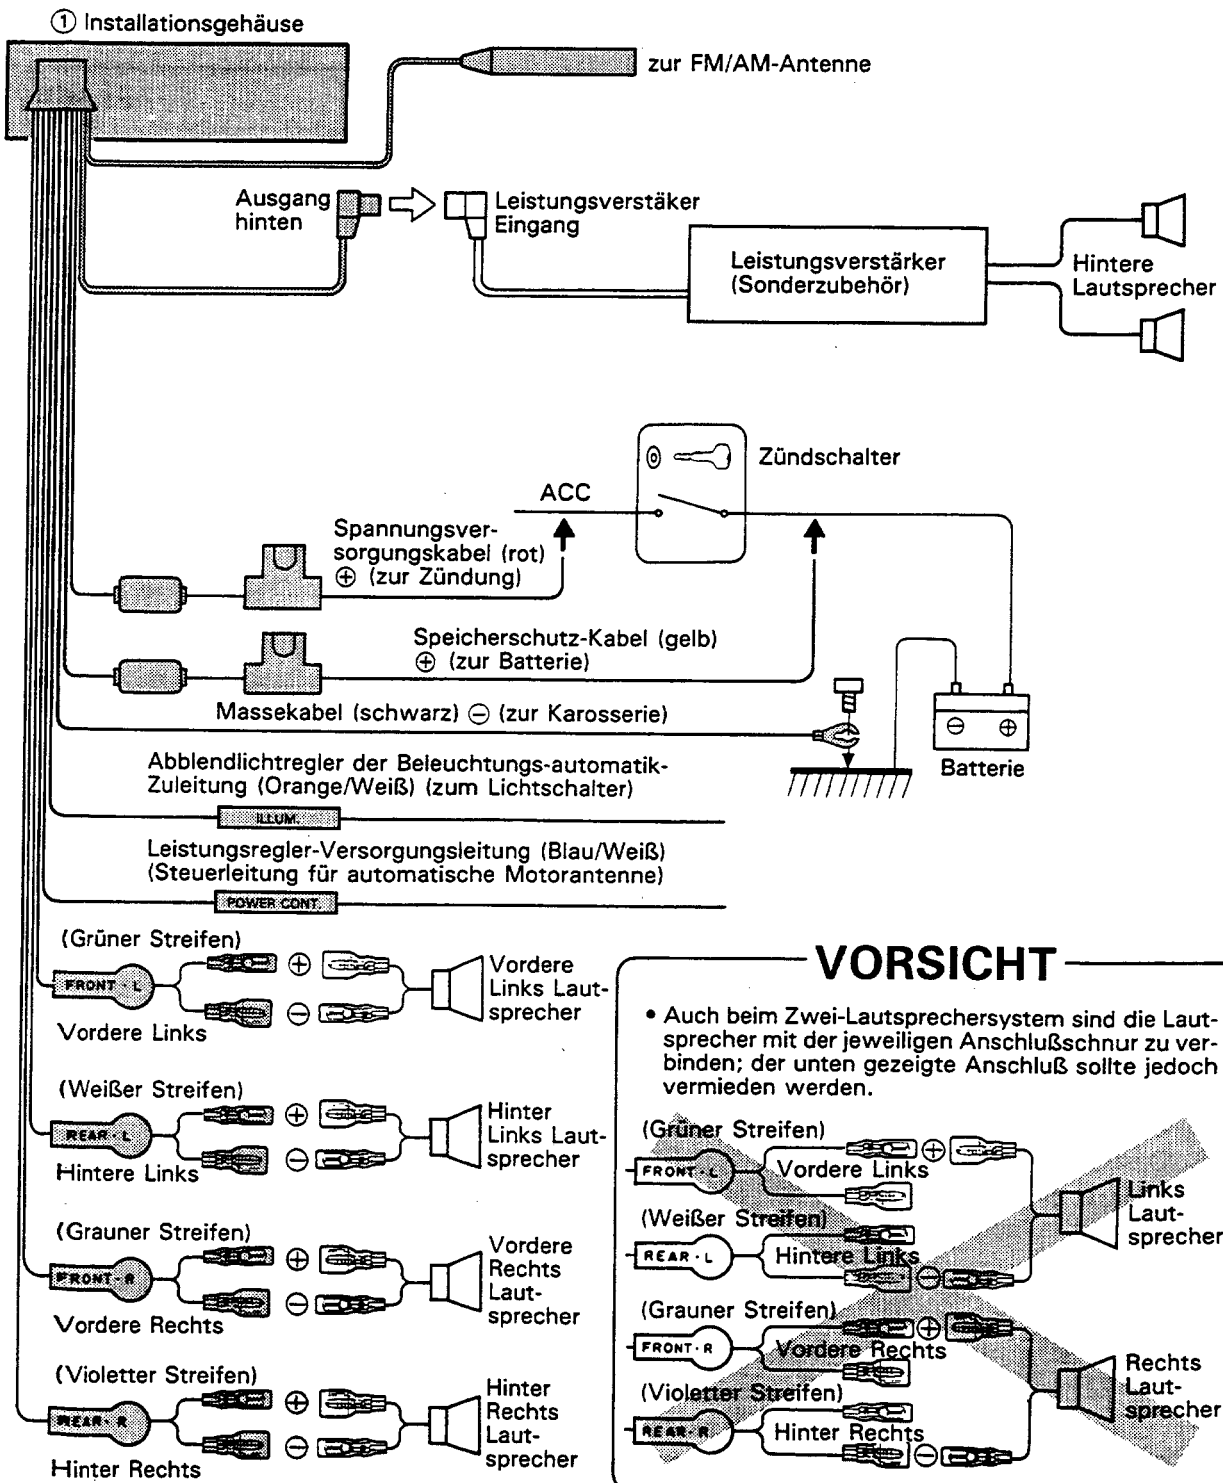 ① Installationsgehäuse
zur FM/AM-Antenne
Ausgang
hinten
Leistungsverstäker
Eingang
Leistungsverstärker
(Sonderzubehör)
Hintere
Lautsprecher
Zündschalter
ACC
Spannungsver-
sorgungskabel (rot)
⊕ (zur Zündung)
Speicherschutz-Kabel (gelb)
⊕ (zur Batterie)
Massekabel (schwarz) ⊖ (zur Karosserie)
⊖ ⊕
Batterie
Abblendlichtregler der Beleuchtungs-automatik-
Zuleitung (Orange/Weiß) (zum Lichtschalter)
ILLUM.
Leistungsregler-Versorgungsleitung (Blau/Weiß)
(Steuerleitung für automatische Motorantenne)
POWER CONT.
(Grüner Streifen)
⊕
FRONT - L
⊖
Vordere Links
Vordere
Links Laut-
sprecher
(Weißer Streifen)
⊕
REAR - L
⊖
Hintere Links
Hinter
Links Laut-
sprecher
(Grauner Streifen)
⊕
FRONT - R
⊖
Vordere Rechts
Vordere
Rechts
Laut-
sprecher
(Violetter Streifen)
⊕
REAR - R
⊖
Hinter Rechts
Hinter
Rechts
Laut-
sprecher
VORSICHT
• Auch beim Zwei-Lautsprechersystem sind die Laut-
sprecher mit der jeweiligen Anschlußschnur zu ver-
binden; der unten gezeigte Anschluß sollte jedoch
vermieden werden.
(Grüner Streifen)
⊕
FRONT - L
Vordere Links
(Weißer Streifen)
REAR - L
Hintere Links
⊖
Links
Laut-
sprecher
(Grauner Streifen)
⊕
FRONT - R
Vordere Rechts
(Violetter Streifen)
REAR - R
Hinter Rechts
⊖
Rechts
Laut-
sprecher